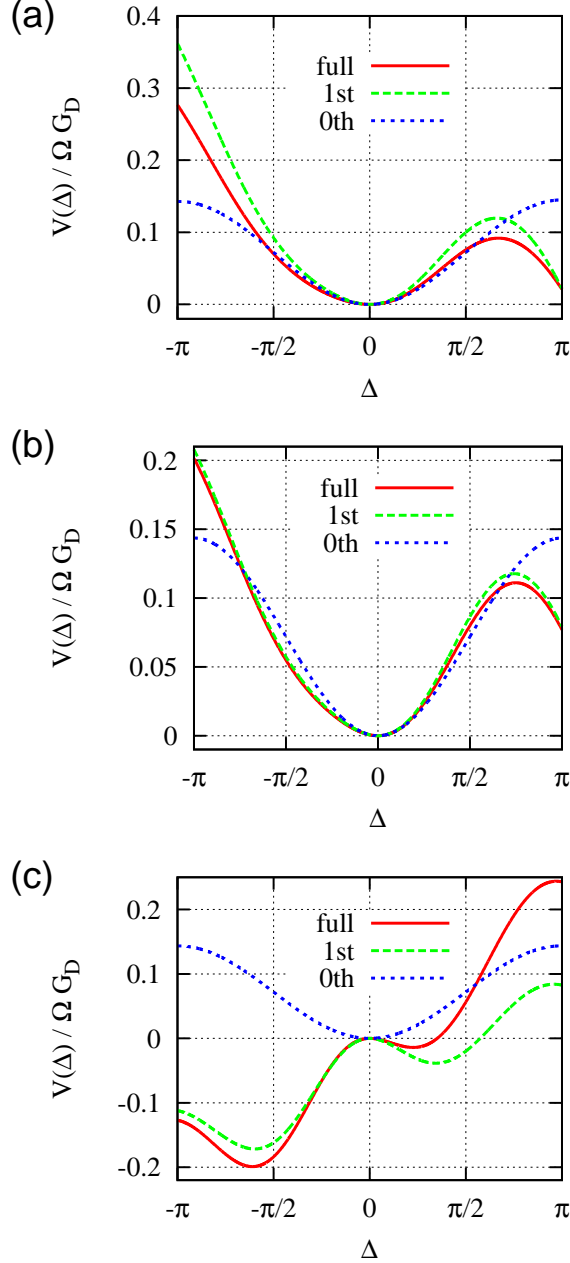 (a)
V(Δ) / Ω G_D
0.4
0.3
0.2
0.1
0
full
1st
0th
-π
-π/2
0
π/2
π
Δ
(b)
V(Δ) / Ω G_D
0.2
0.15
0.1
0.05
0
full
1st
0th
-π
-π/2
0
π/2
π
Δ
(c)
V(Δ) / Ω G_D
0.2
0.1
0
-0.1
-0.2
full
1st
0th
-π
-π/2
0
π/2
π
Δ